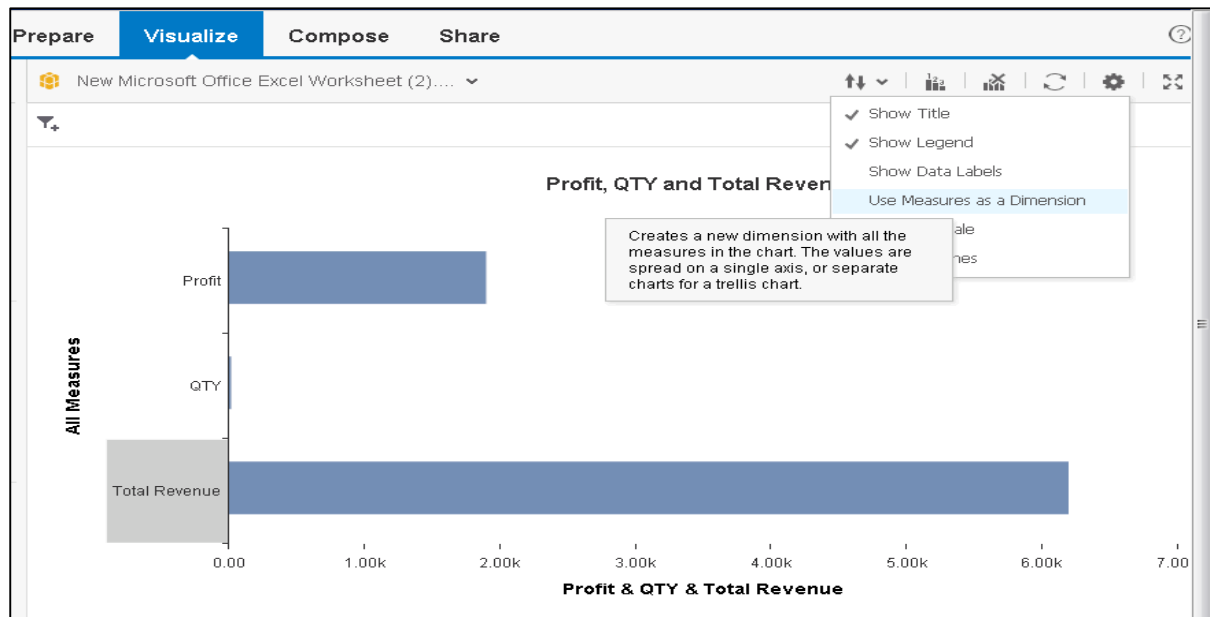 Prepare
Visualize
Compose
Share
?
New Microsoft Office Excel Worksheet (2)....
123
Show Title
Show Legend
Show Data Labels
Use Measures as a Dimension
ale
nes
Creates a new dimension with all the
measures in the chart. The values are
spread on a single axis, or separate
charts for a trellis chart.
Profit, QTY and Total Reven
All Measures
Profit
QTY
Total Revenue
0.00 1.00k 2.00k 3.00k 4.00k 5.00k 6.00k 7.00
Profit & QTY & Total Revenue